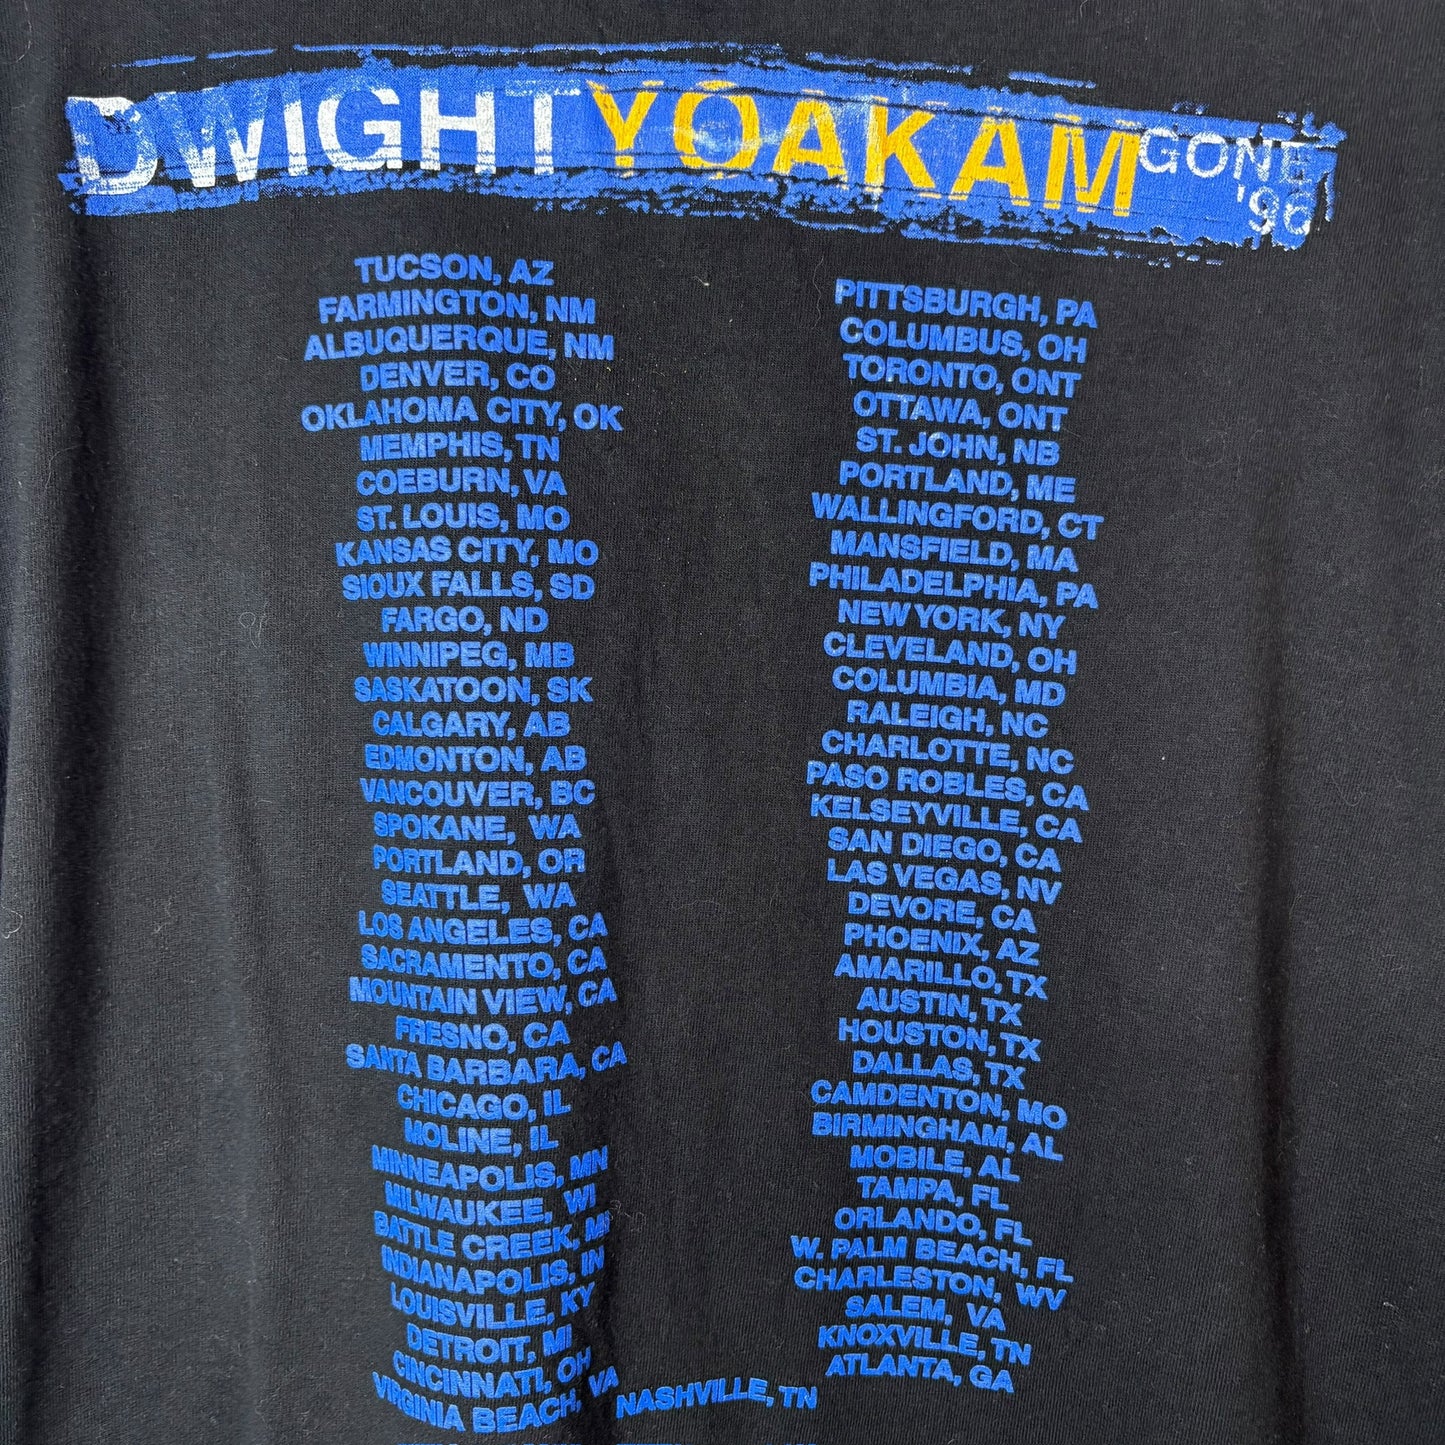 DWIGHTYOAKAM GONE '96
TUCSON, AZ
FARMINGTON, NM
ALBUQUERQUE, NM
DENVER, CO
OKLAHOMA CITY, OK
MEMPHIS, TN
COEBURN, VA
ST. LOUIS, MO
KANSAS CITY, MO
SIOUX FALLS, SD
FARGO, ND
WINNIPEG, MB
SASKATOON, SK
CALGARY, AB
EDMONTON, AB
VANCOUVER, BC
SPOKANE, WA
PORTLAND, OR
SEATTLE, WA
LOS ANGELES, CA
SACRAMENTO, CA
MOUNTAIN VIEW, CA
FRESNO, CA
SANTA BARBARA, CA
CHICAGO, IL
MOLINE, IL
MINNEAPOLIS, MN
MILWAUKEE, WI
BATTLE CREEK, MI
INDIANAPOLIS, IN
LOUISVILLE, KY
DETROIT, MI
CINCINNATI, OH
VIRGINIA BEACH, VA
PITTSBURGH, PA
COLUMBUS, OH
TORONTO, ONT
OTTAWA, ONT
ST. JOHN, NB
PORTLAND, ME
WALLINGFORD, CT
MANSFIELD, MA
PHILADELPHIA, PA
NEW YORK, NY
CLEVELAND, OH
COLUMBIA, MD
RALEIGH, NC
CHARLOTTE, NC
PASO ROBLES, CA
KELSEYVILLE, CA
SAN DIEGO, CA
LAS VEGAS, NV
DEVORE, CA
PHOENIX, AZ
AMARILLO, TX
AUSTIN, TX
HOUSTON, TX
DALLAS, TX
CAMDENTON, MO
BIRMINGHAM, AL
MOBILE, AL
TAMPA, FL
ORLANDO, FL
W. PALM BEACH, FL
CHARLESTON, WV
SALEM, VA
KNOXVILLE, TN
ATLANTA, GA
NASHVILLE, TN